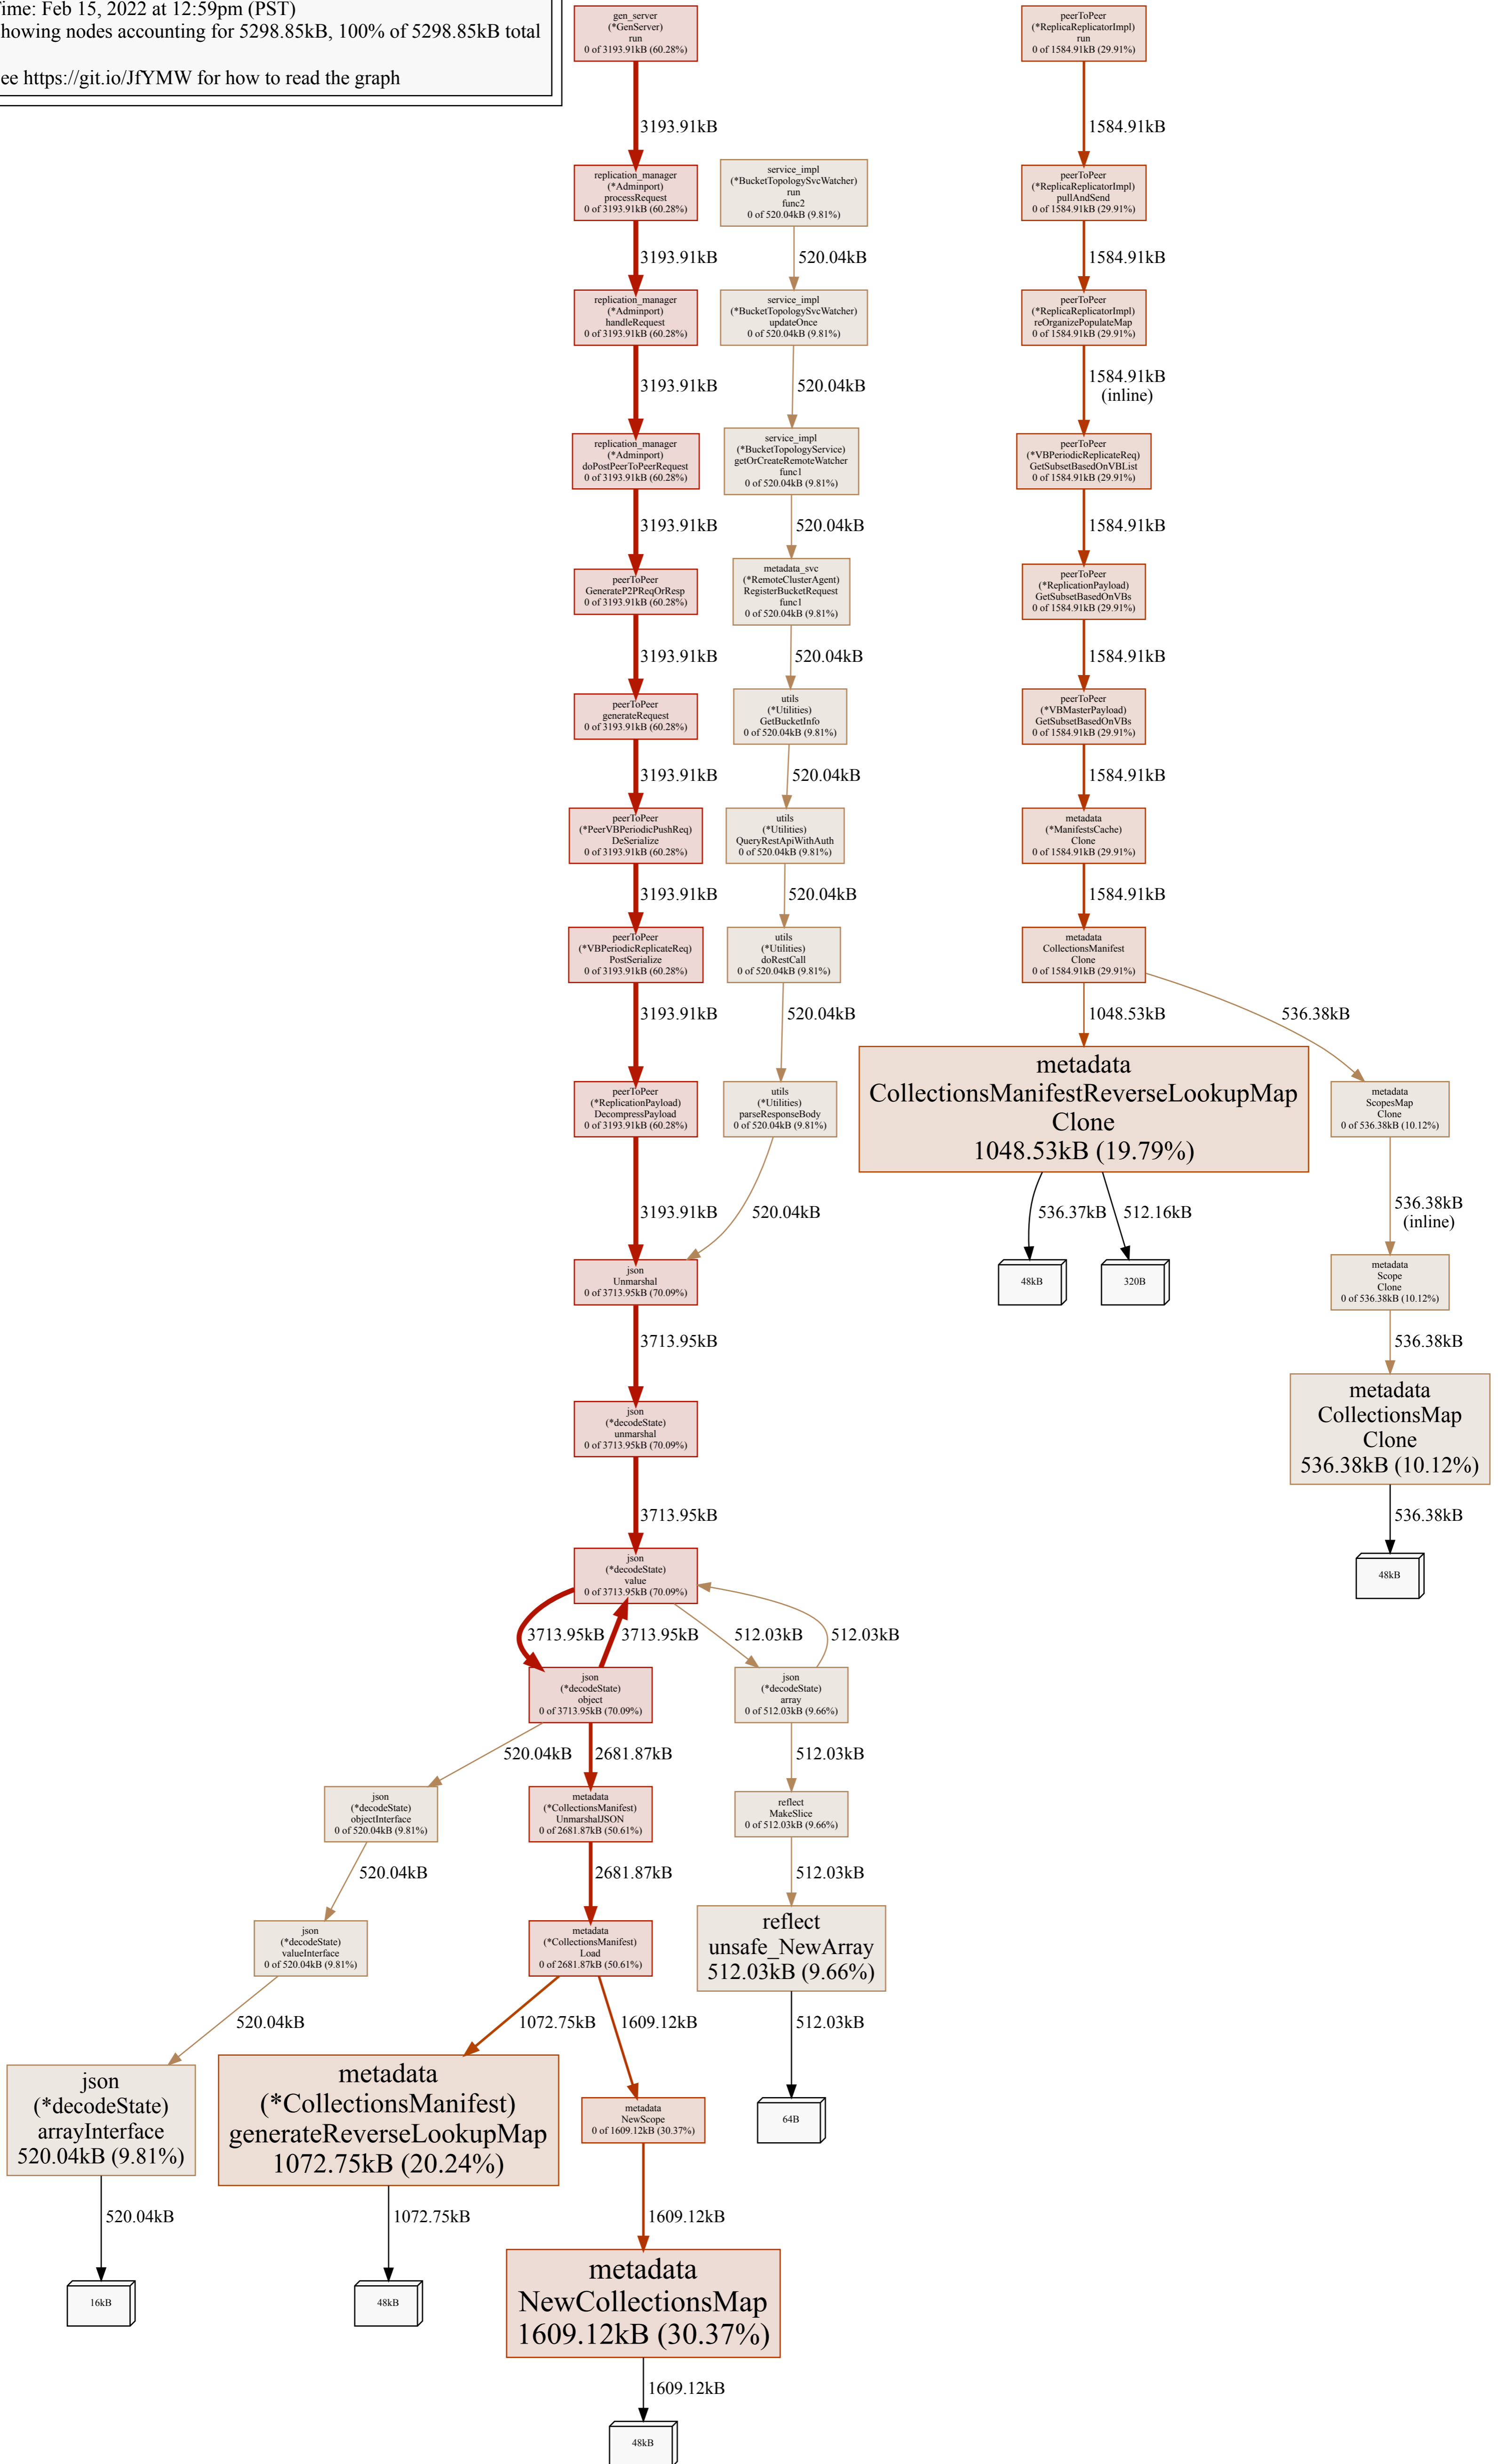 ime: Feb 15, 2022 at 12:59pm (PST)
howing nodes accounting for 5298.85kB, 100% of 5298.85kB total
ee https://git.io/JfYMW for how to read the graph
gen_server
(*GenServer)
run
0 of 3193.91kB (60.28%)
peerToPeer
(*ReplicaReplicatorImpl)
run
0 of 1584.91kB (29.91%)
3193.91kB
1584.91kB
replication_manager
(*Adminport)
processRequest
0 of 3193.91kB (60.28%)
service_impl
(*BucketTopologySvcWatcher)
run
func2
0 of 520.04kB (9.81%)
peerToPeer
(*ReplicaReplicatorImpl)
pullAndSend
0 of 1584.91kB (29.91%)
3193.91kB
520.04kB
1584.91kB
replication_manager
(*Adminport)
handleRequest
0 of 3193.91kB (60.28%)
service_impl
(*BucketTopologySvcWatcher)
updateOnce
0 of 520.04kB (9.81%)
peerToPeer
(*ReplicaReplicatorImpl)
reOrganizePopulateMap
0 of 1584.91kB (29.91%)
3193.91kB
520.04kB
1584.91kB
(inline)
replication_manager
(*Adminport)
doPostPeerToPeerRequest
0 of 3193.91kB (60.28%)
service_impl
(*BucketTopologyService)
getOrCreateRemoteWatcher
func1
0 of 520.04kB (9.81%)
peerToPeer
(*VBPeriodicReplicateReq)
GetSubsetBasedOnVBList
0 of 1584.91kB (29.91%)
3193.91kB
520.04kB
1584.91kB
peerToPeer
GenerateP2PReqOrResp
0 of 3193.91kB (60.28%)
metadata_svc
(*RemoteClusterAgent)
RegisterBucketRequest
func1
0 of 520.04kB (9.81%)
peerToPeer
(*ReplicationPayload)
GetSubsetBasedOnVBs
0 of 1584.91kB (29.91%)
3193.91kB
520.04kB
1584.91kB
peerToPeer
generateRequest
0 of 3193.91kB (60.28%)
utils
(*Utilities)
GetBucketInfo
0 of 520.04kB (9.81%)
peerToPeer
(*VBMasterPayload)
GetSubsetBasedOnVBs
0 of 1584.91kB (29.91%)
3193.91kB
520.04kB
1584.91kB
peerToPeer
(*PeerVBPeriodicPushReq)
DeSerialize
0 of 3193.91kB (60.28%)
utils
(*Utilities)
QueryRestApiWithAuth
0 of 520.04kB (9.81%)
metadata
(*ManifestsCache)
Clone
0 of 1584.91kB (29.91%)
3193.91kB
520.04kB
1584.91kB
peerToPeer
(*VBPeriodicReplicateReq)
PostSerialize
0 of 3193.91kB (60.28%)
utils
(*Utilities)
doRestCall
0 of 520.04kB (9.81%)
metadata
CollectionsManifest
Clone
0 of 1584.91kB (29.91%)
3193.91kB
520.04kB
1048.53kB
536.38kB
peerToPeer
(*ReplicationPayload)
DecompressPayload
0 of 3193.91kB (60.28%)
utils
(*Utilities)
parseResponseBody
0 of 520.04kB (9.81%)
metadata
CollectionsManifestReverseLookupMap
Clone
1048.53kB (19.79%)
metadata
ScopesMap
Clone
0 of 536.38kB (10.12%)
3193.91kB
520.04kB
536.37kB
512.16kB
536.38kB
(inline)
json
Unmarshal
0 of 3713.95kB (70.09%)
48kB
320B
metadata
Scope
Clone
0 of 536.38kB (10.12%)
3713.95kB
536.38kB
json
(*decodeState)
unmarshal
0 of 3713.95kB (70.09%)
metadata
CollectionsMap
Clone
536.38kB (10.12%)
3713.95kB
536.38kB
json
(*decodeState)
value
0 of 3713.95kB (70.09%)
48kB
3713.95kB
3713.95kB
512.03kB
512.03kB
json
(*decodeState)
object
0 of 3713.95kB (70.09%)
json
(*decodeState)
array
0 of 512.03kB (9.66%)
520.04kB
2681.87kB
512.03kB
json
(*decodeState)
objectInterface
0 of 520.04kB (9.81%)
metadata
(*CollectionsManifest)
UnmarshalJSON
0 of 2681.87kB (50.61%)
reflect
MakeSlice
0 of 512.03kB (9.66%)
520.04kB
2681.87kB
512.03kB
json
(*decodeState)
valueInterface
0 of 520.04kB (9.81%)
metadata
(*CollectionsManifest)
Load
0 of 2681.87kB (50.61%)
reflect
unsafe_NewArray
512.03kB (9.66%)
520.04kB
1072.75kB
1609.12kB
512.03kB
json
(*decodeState)
arrayInterface
520.04kB (9.81%)
metadata
(*CollectionsManifest)
generateReverseLookupMap
1072.75kB (20.24%)
metadata
NewScope
0 of 1609.12kB (30.37%)
64B
520.04kB
1072.75kB
1609.12kB
16kB
48kB
metadata
NewCollectionsMap
1609.12kB (30.37%)
1609.12kB
48kB